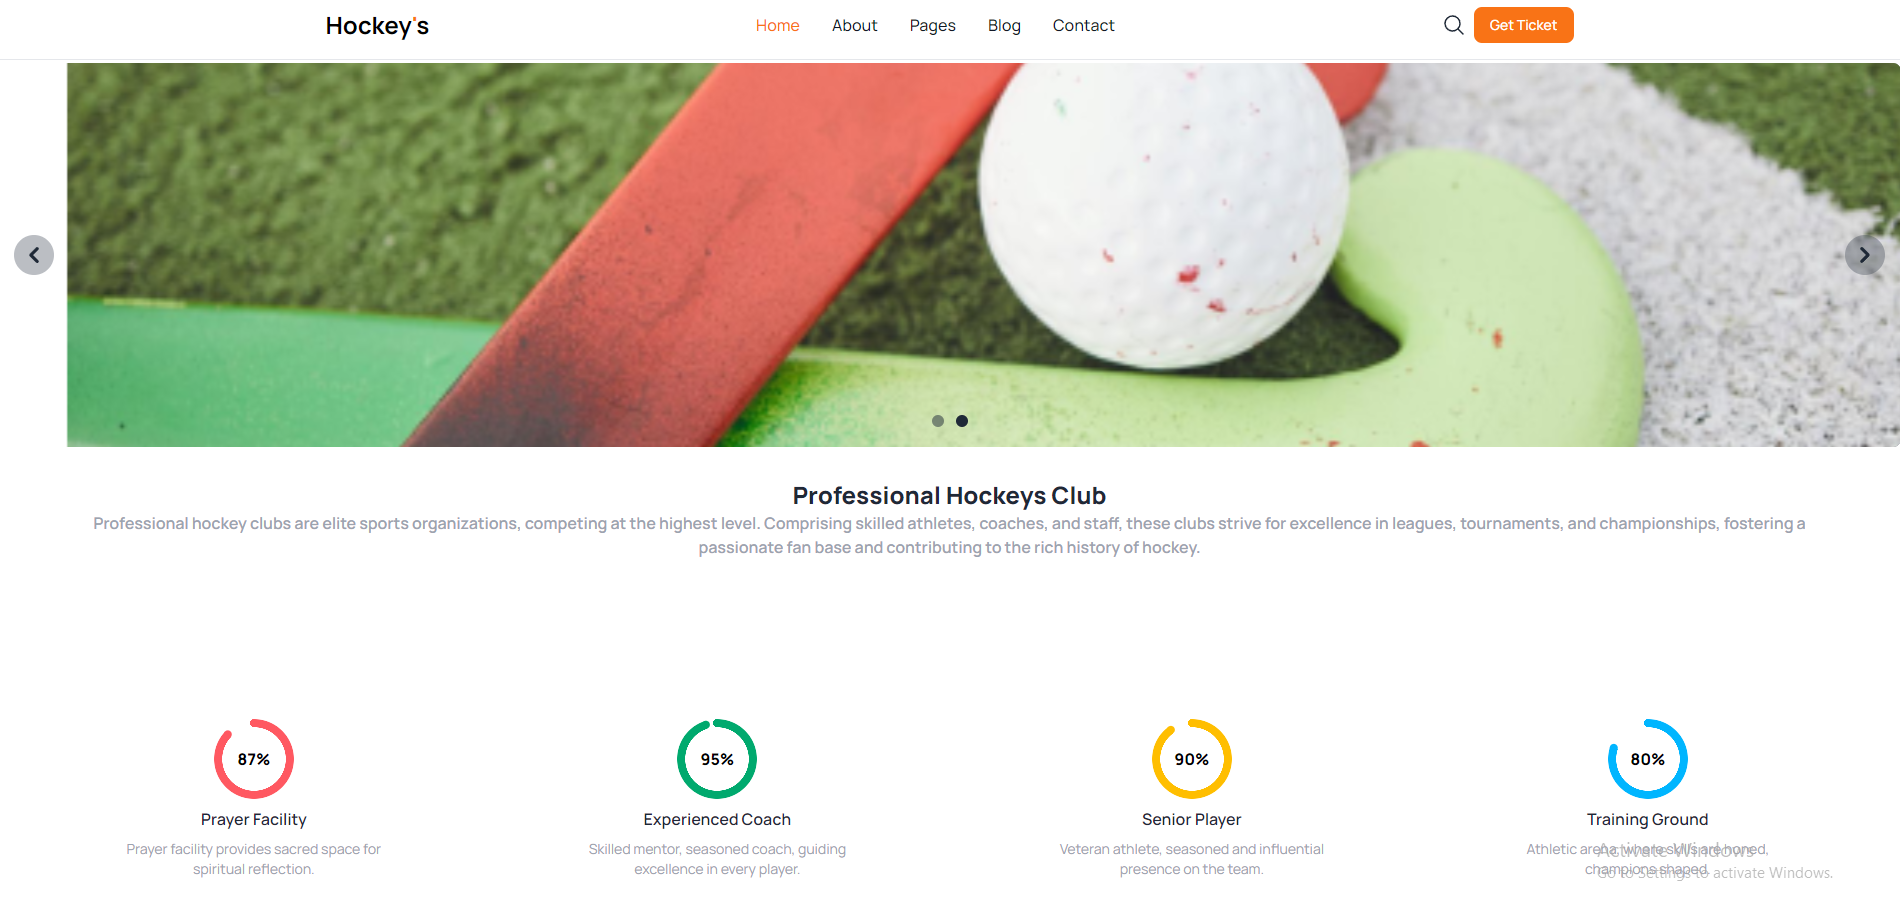 Hockey's
Home About Pages Blog Contact
Get Ticket
Professional Hockeys Club
Professional hockey clubs are elite sports organizations, competing at the highest level. Comprising skilled athletes, coaches, and staff, these clubs strive for excellence in leagues, tournaments, and championships, fostering a
passionate fan base and contributing to the rich history of hockey.
87%
Prayer Facility
Prayer facility provides sacred space for
spiritual reflection.
95%
Experienced Coach
Skilled mentor, seasoned coach, guiding
excellence in every player.
90%
Senior Player
Veteran athlete, seasoned and influential
presence on the team.
80%
Training Ground
Athletic arena, where skills are honed,
champions shaped.
Activate Windows
Go to Settings to activate Windows.